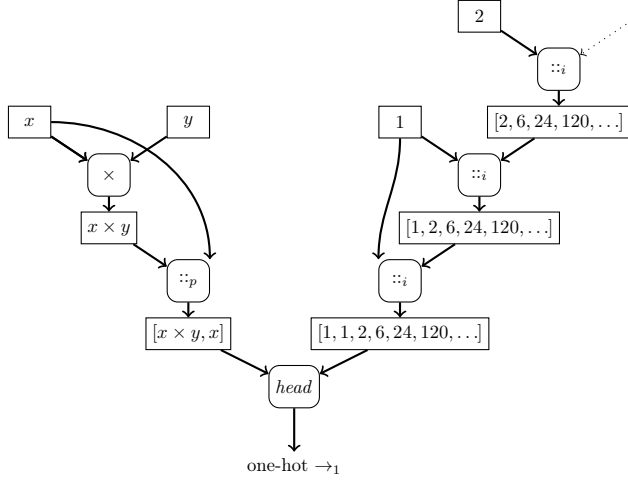 2
::ᵢ
[2, 6, 24, 120, …]
x
y
1
×
::ᵢ
x × y
[1, 2, 6, 24, 120, …]
::ₚ
::ᵢ
[x × y, x]
[1, 1, 2, 6, 24, 120, …]
head
one-hot →₁